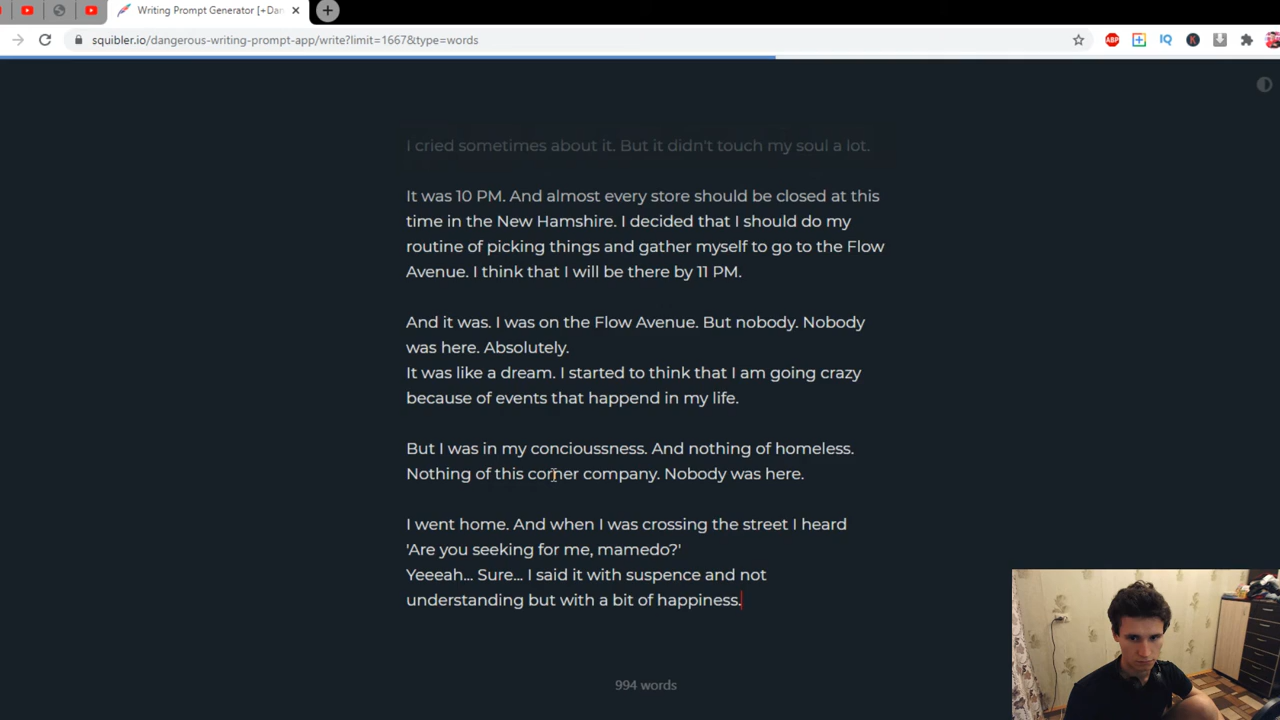 Writing Prompt Generator [+Dan
squibler.io/dangerous-writing-prompt-app/write?limit=1667&type=words
ABP
IQ
K
I cried sometimes about it. But it didn't touch my soul a lot.
It was 10 PM. And almost every store should be closed at this
time in the New Hamshire. I decided that I should do my
routine of picking things and gather myself to go to the Flow
Avenue. I think that I will be there by 11 PM.
And it was. I was on the Flow Avenue. But nobody. Nobody
was here. Absolutely.
It was like a dream. I started to think that I am going crazy
because of events that happend in my life.
But I was in my concioussness. And nothing of homeless.
Nothing of this corner company. Nobody was here.
I went home. And when I was crossing the street I heard
'Are you seeking for me, mamedo?'
Yeeeah... Sure... I said it with suspence and not
understanding but with a bit of happiness.
994 words